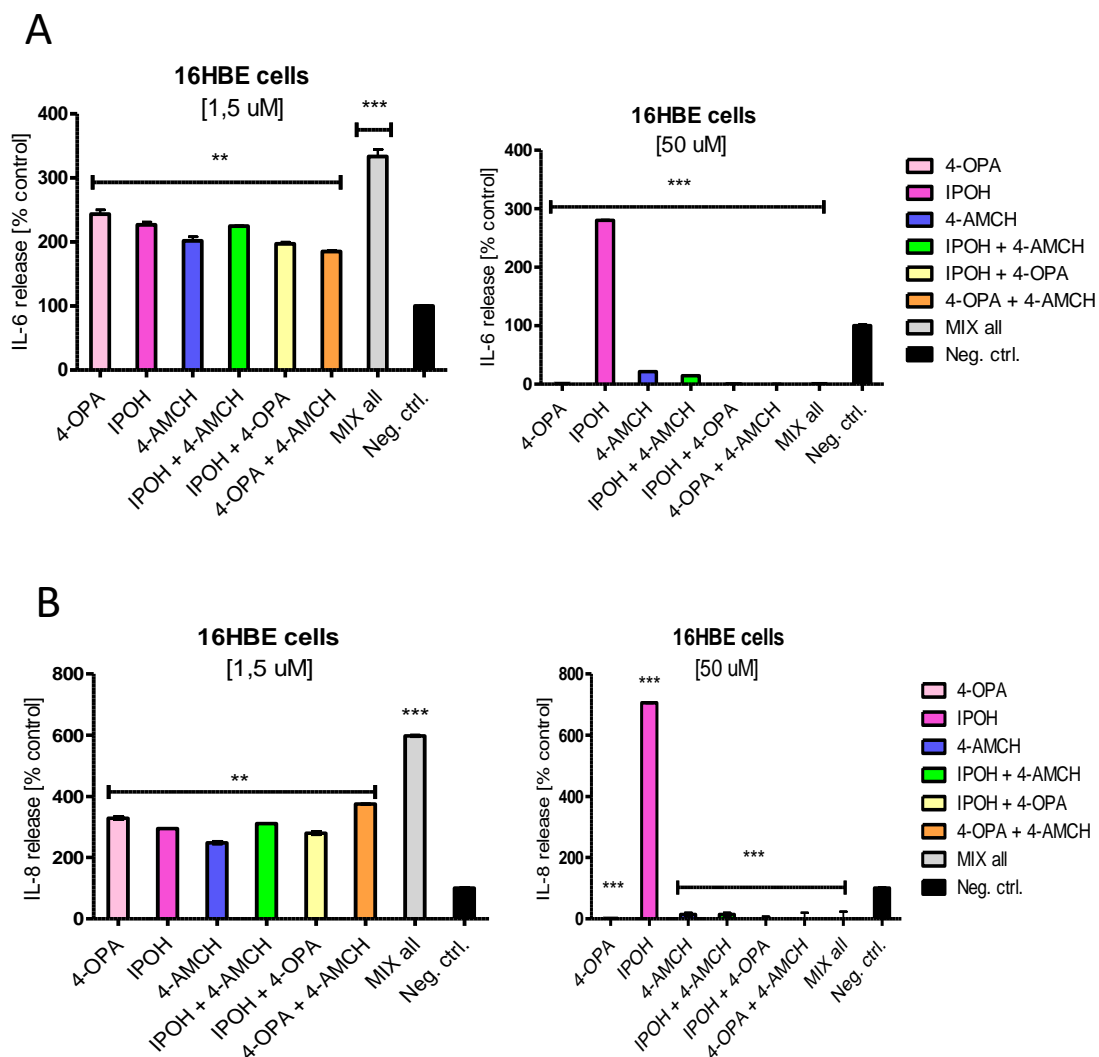 A
16HBE cells
[1,5 uM]
IL-6 release [% control]
400
300
200
100
0
**
***
4-OPA
IPOH
4-AMCH
IPOH + 4-AMCH
IPOH + 4-OPA
4-OPA + 4-AMCH
MIX all
Neg. ctrl.
16HBE cells
[50 uM]
IL-6 release [% control]
400
300
200
100
0
***
4-OPA
IPOH
4-AMCH
IPOH + 4-AMCH
IPOH + 4-OPA
4-OPA + 4-AMCH
MIX all
Neg. ctrl.
4-OPA
IPOH
4-AMCH
IPOH + 4-AMCH
IPOH + 4-OPA
4-OPA + 4-AMCH
MIX all
Neg. ctrl.
B
16HBE cells
[1,5 uM]
IL-8 release [% control]
800
600
400
200
0
**
***
4-OPA
IPOH
4-AMCH
IPOH + 4-AMCH
IPOH + 4-OPA
4-OPA + 4-AMCH
MIX all
Neg. ctrl.
16HBE cells
[50 uM]
IL-8 release [% control]
800
600
400
200
0
***
***
***
4-OPA
IPOH
4-AMCH
IPOH + 4-AMCH
IPOH + 4-OPA
4-OPA + 4-AMCH
MIX all
Neg. ctrl.
4-OPA
IPOH
4-AMCH
IPOH + 4-AMCH
IPOH + 4-OPA
4-OPA + 4-AMCH
MIX all
Neg. ctrl.